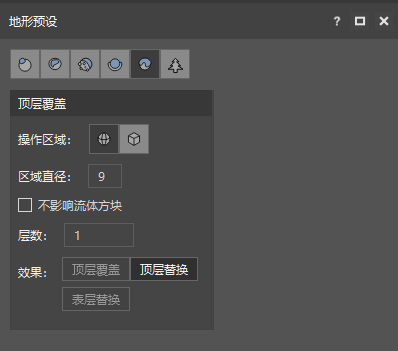 地形预设
?
顶层覆盖
操作区域:
区域直径: 9
不影响流体方块
层数: 1
效果: 顶层覆盖 顶层替换
表层替换